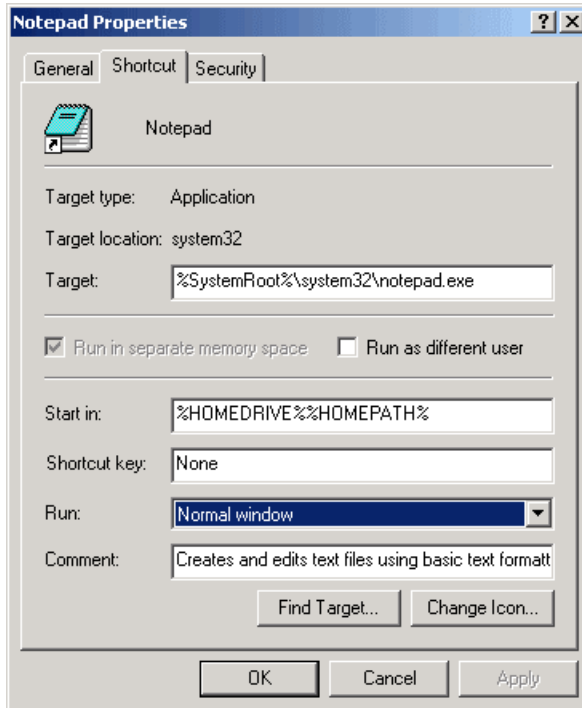 Notepad Properties
General Shortcut Security
Notepad
Target type: Application
Target location: system32
Target: %SystemRoot%\system32\notepad.exe
Run in separate memory space Run as different user
Start in: %HOMEDRIVE%%HOMEPATH%
Shortcut key: None
Run: Normal window
Comment: Creates and edits text files using basic text formatt
Find Target... Change Icon...
OK Cancel Apply